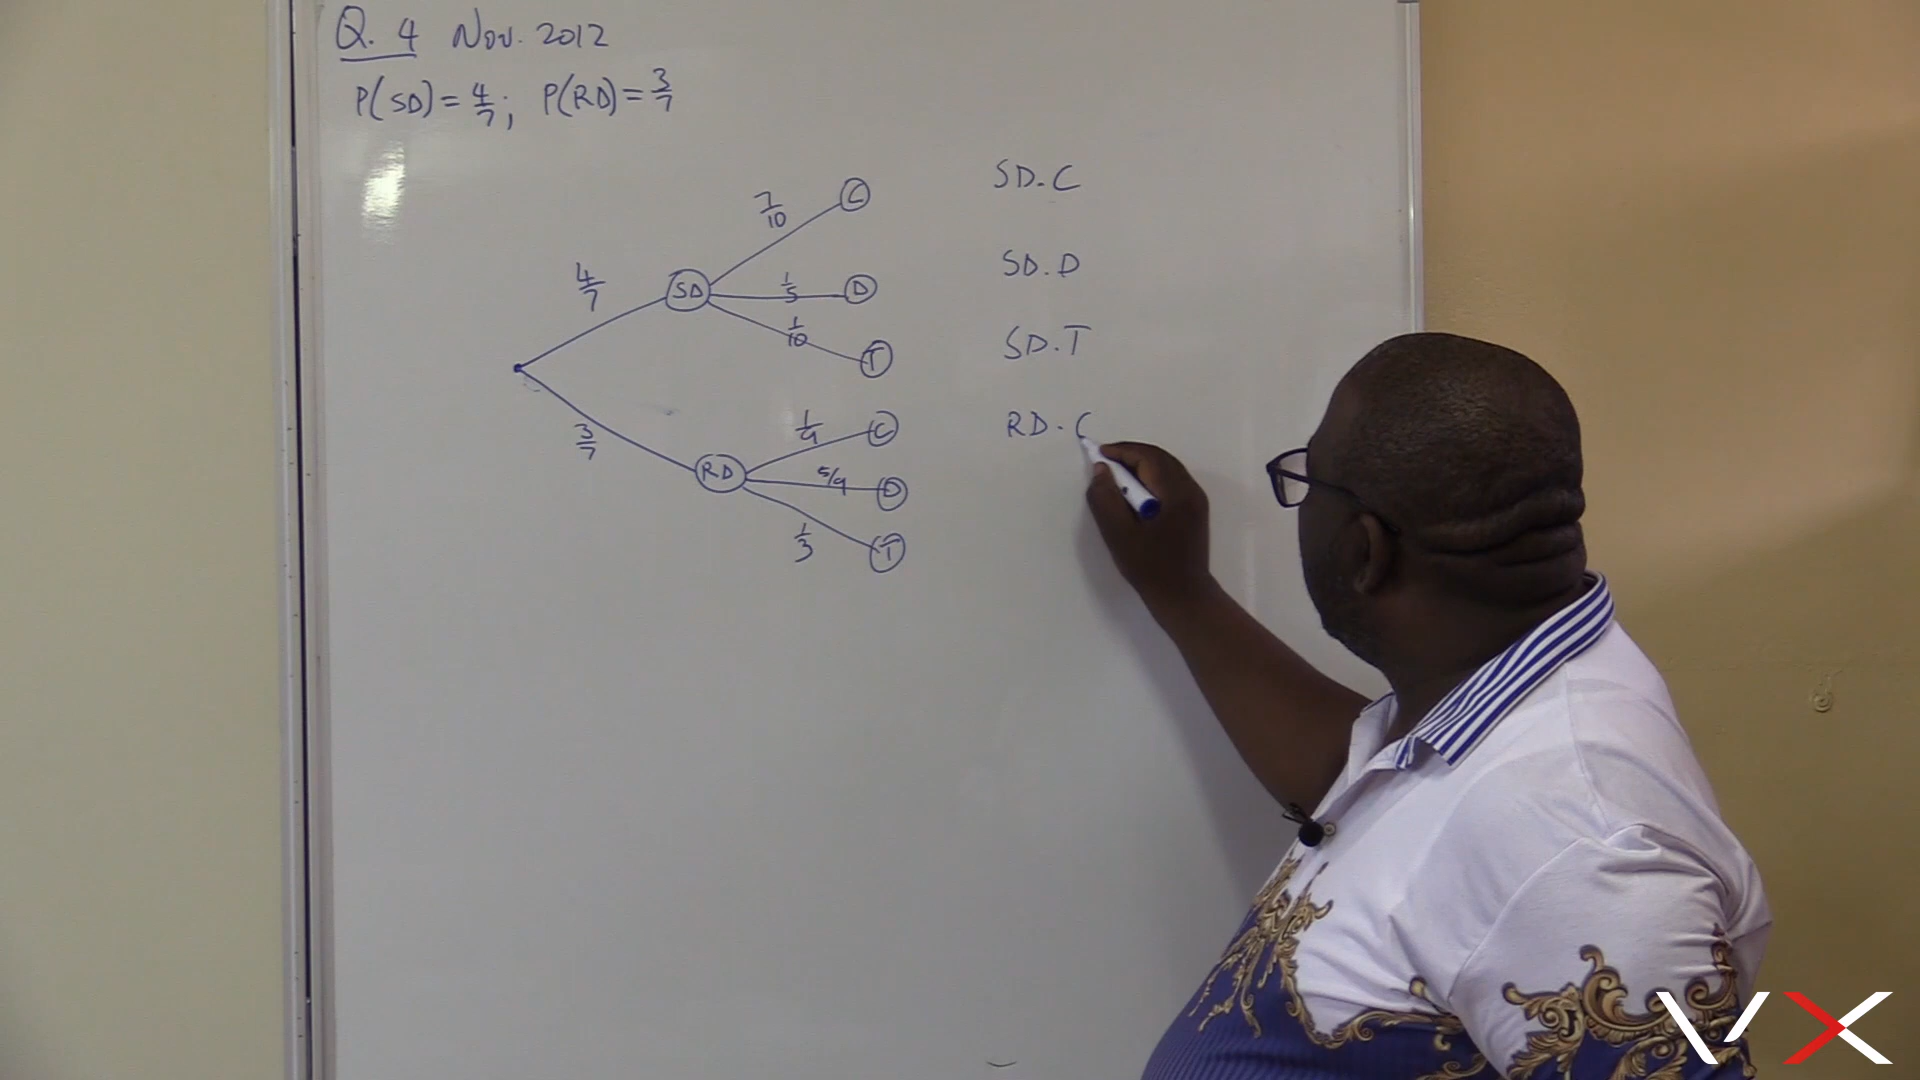 Q. 4 Nov. 2012
P(SD) = 4/7; P(RD) = 3/7
7/10 C SD.C
4/7 SD 1/5 D SD.D
1/10 T SD.T
3/7 1/9 C RD.C
RD 5/9 D
1/3 T
VX